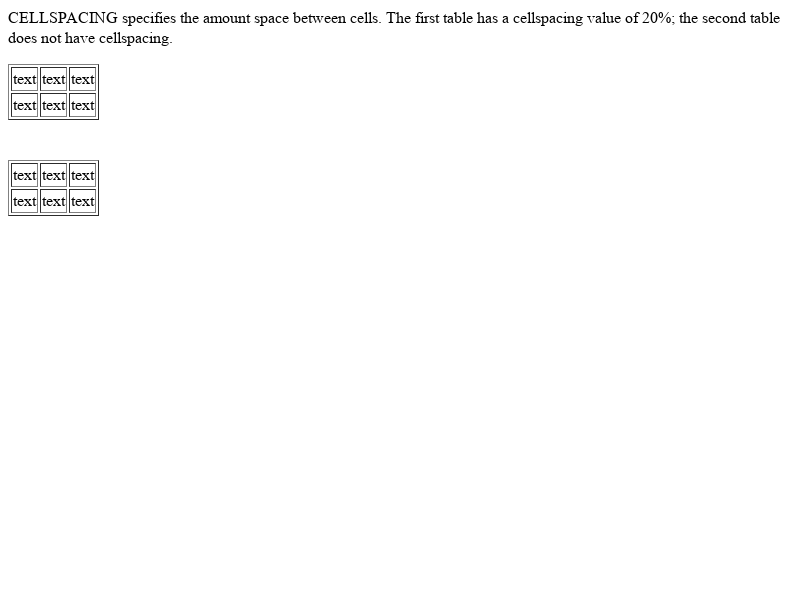 CELLSPACING specifies the amount space between cells. The first table has a cellspacing value of 20%; the second table
does not have cellspacing.
text text text
text text text
text text text
text text text